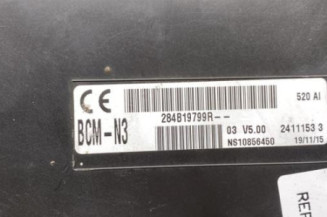 CE 520 AI
BCM-N3 284B19799R--
03 V5.00 2411153 3
NS10856450 19/11/15
REF